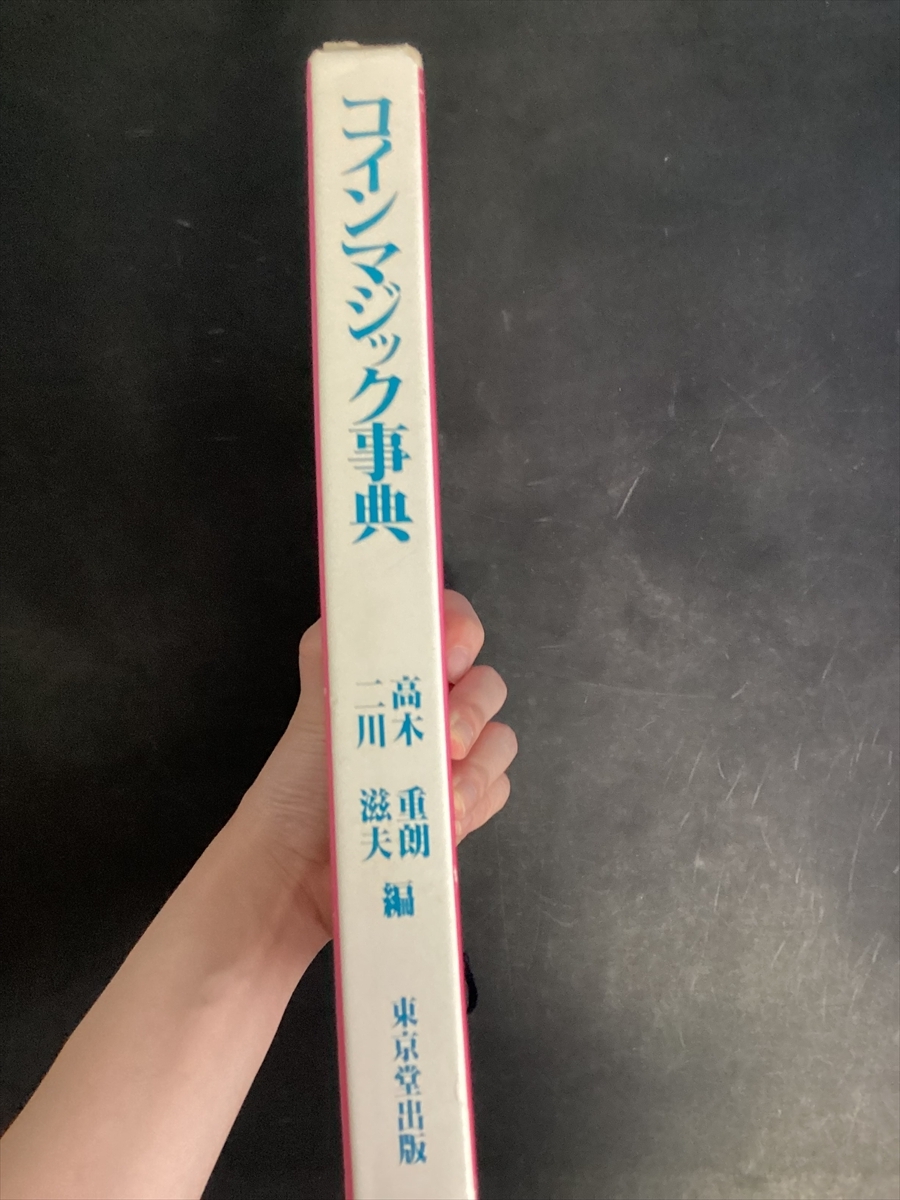 コインマジック事典
高木 重朗
二川 滋夫
編
東京堂出版